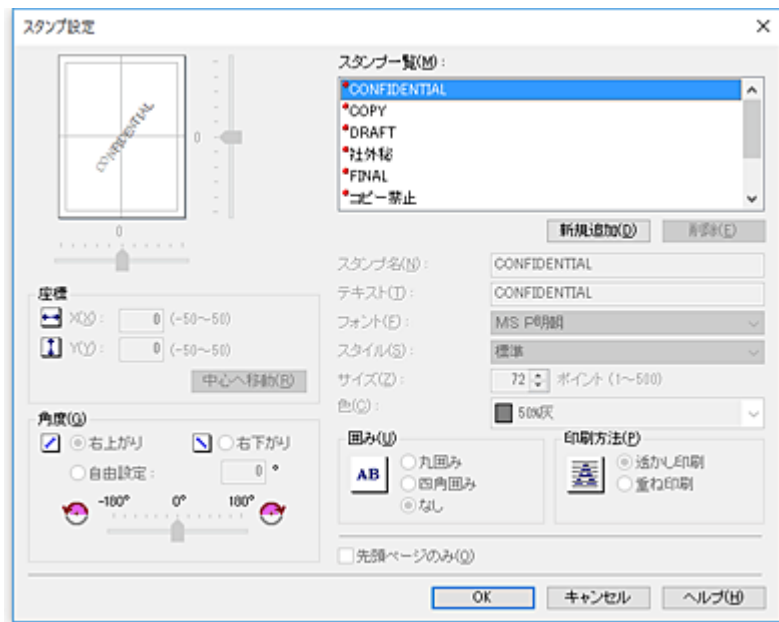 スタンプ設定
CONFIDENTIAL
0
0
座標
X(X): 0 (-50～50)
Y(Y): 0 (-50～50)
中心へ移動(R)
角度(G)
右上がり 右下がり
自由設定: 0 °
-180° 0° 180°
スタンプ一覧(M):
CONFIDENTIAL
COPY
DRAFT
社外秘
FINAL
コピー禁止
新規追加(D) 削除(E)
スタンプ名(N): CONFIDENTIAL
テキスト(T): CONFIDENTIAL
フォント(F): MS P明朝
スタイル(S): 標準
サイズ(Z): 72 ポイント (1～500)
色(C): 50%灰
囲み(U)
AB
丸囲み
四角囲み
なし
印刷方法(P)
透かし印刷
重ね印刷
先頭ページのみ(O)
OK キャンセル ヘルプ(H)